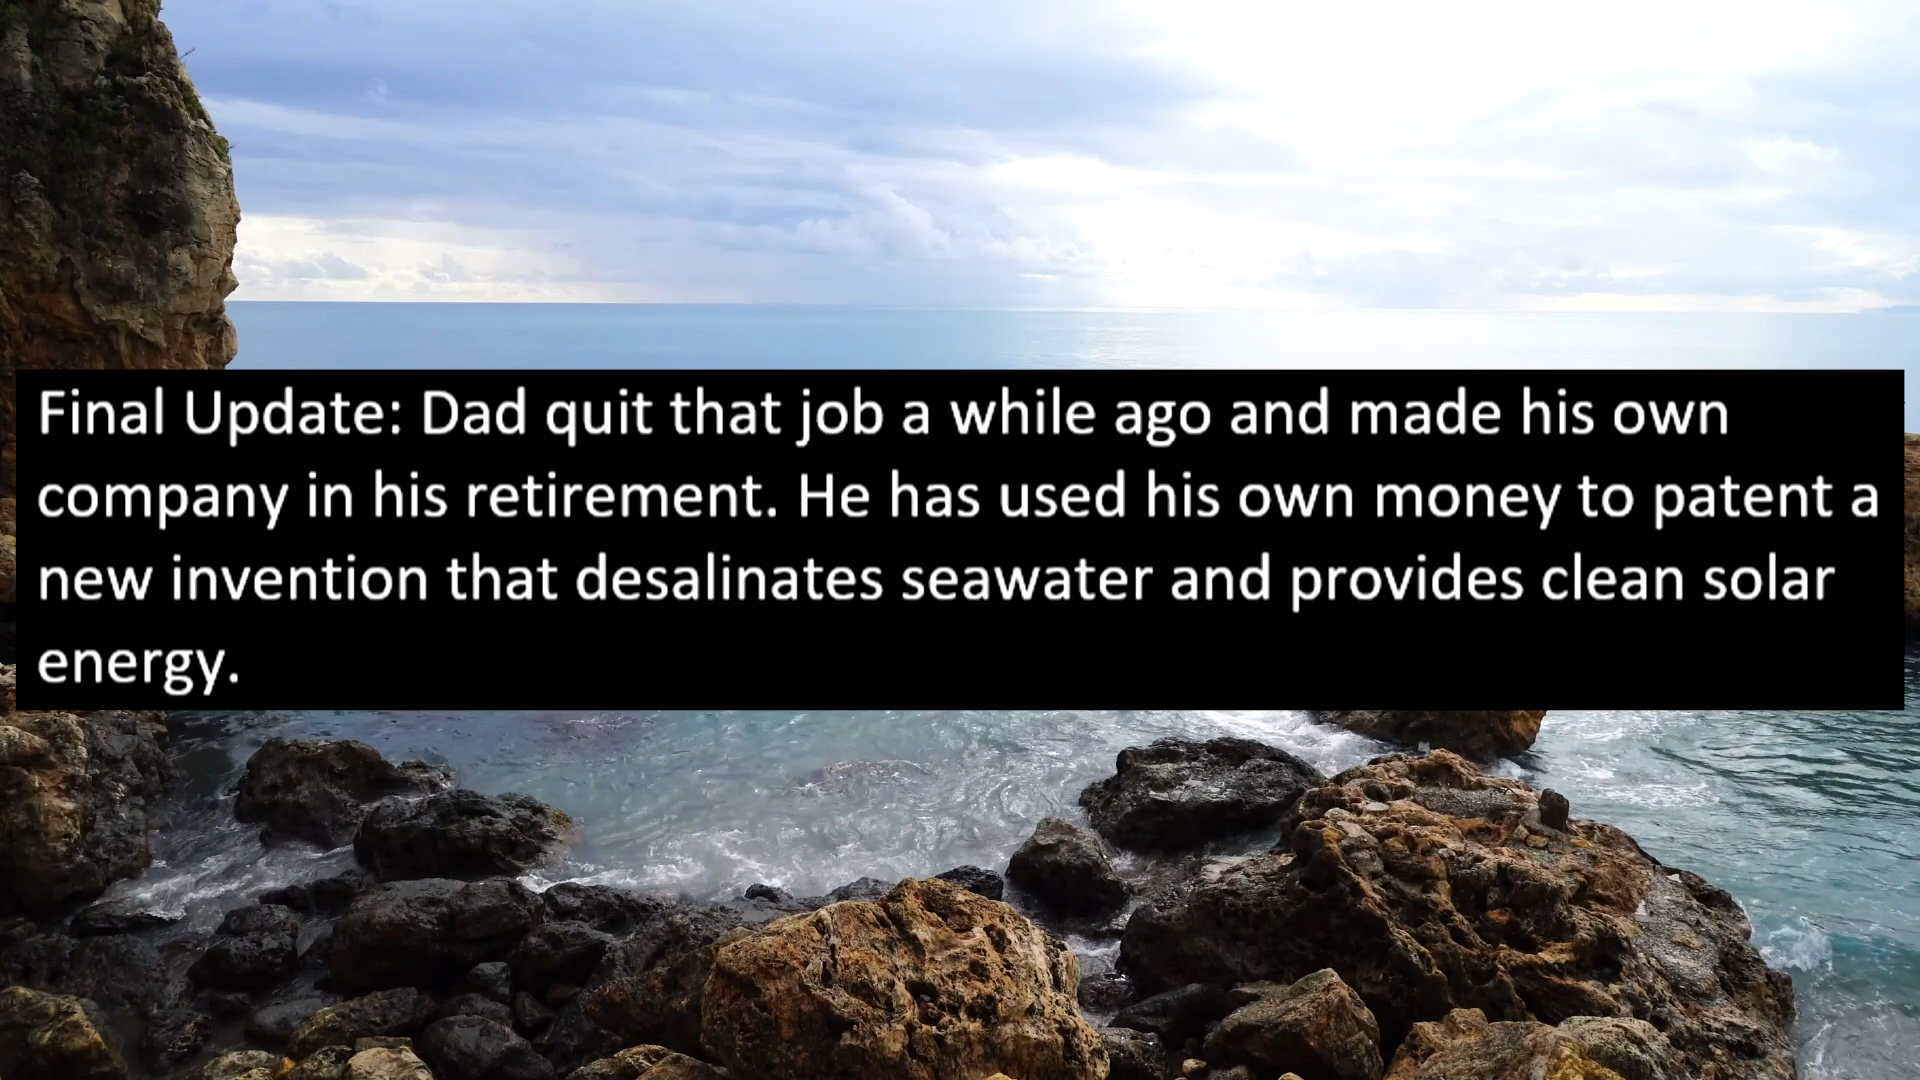 Final Update: Dad quit that job a while ago and made his own
company in his retirement. He has used his own money to patent a
new invention that desalinates seawater and provides clean solar
energy.